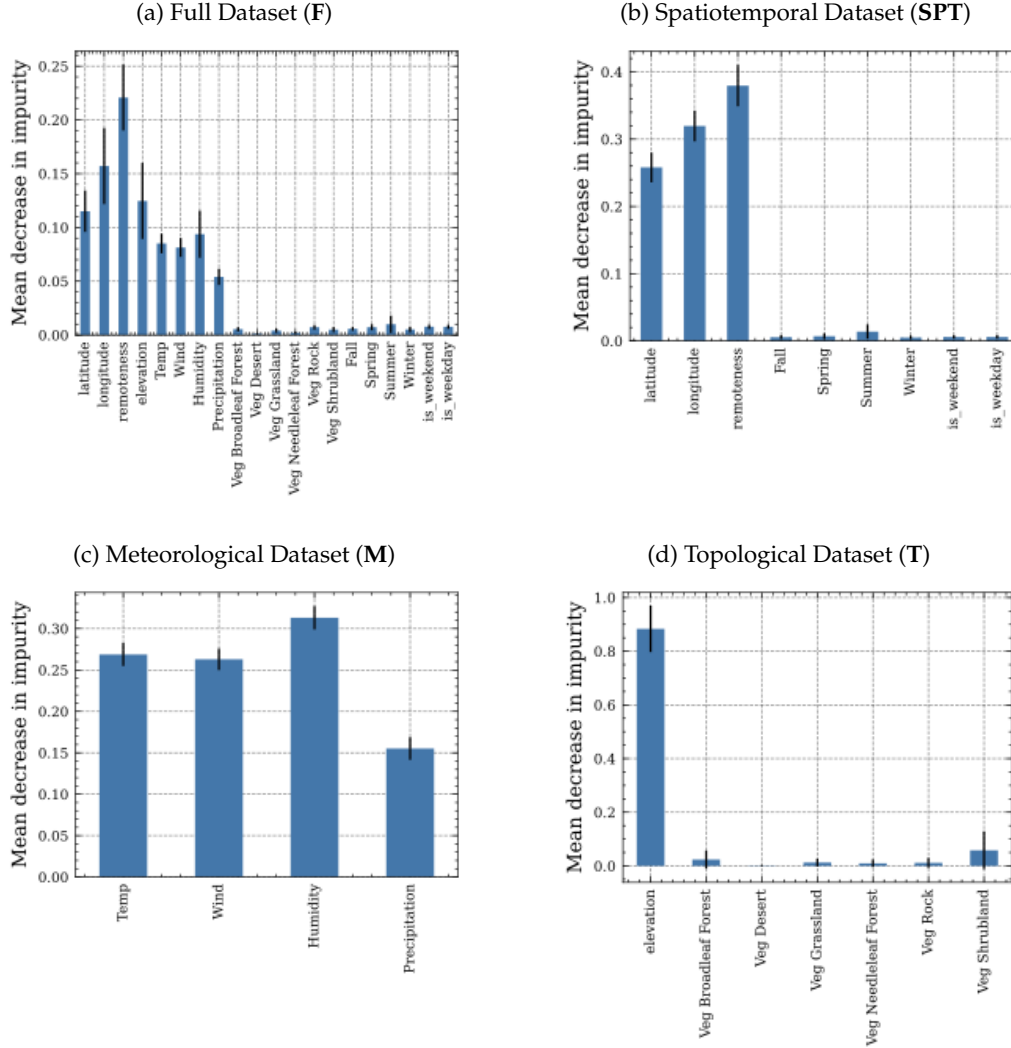 (a) Full Dataset (F)
Mean decrease in impurity
0.25
0.20
0.15
0.10
0.05
0.00
latitude
longitude
remoteness
elevation
Temp
Wind
Humidity
Precipitation
Veg Broadleaf Forest
Veg Desert
Veg Grassland
Veg Needleleaf Forest
Veg Rock
Veg Shrubland
Fall
Spring
Summer
Winter
is_weekend
is_weekday
(b) Spatiotemporal Dataset (SPT)
Mean decrease in impurity
0.4
0.3
0.2
0.1
0.0
latitude
longitude
remoteness
Fall
Spring
Summer
Winter
is_weekend
is_weekday
(c) Meteorological Dataset (M)
Mean decrease in impurity
0.30
0.25
0.20
0.15
0.10
0.05
0.00
Temp
Wind
Humidity
Precipitation
(d) Topological Dataset (T)
Mean decrease in impurity
1.0
0.8
0.6
0.4
0.2
0.0
elevation
Veg Broadleaf Forest
Veg Desert
Veg Grassland
Veg Needleleaf Forest
Veg Rock
Veg Shrubland